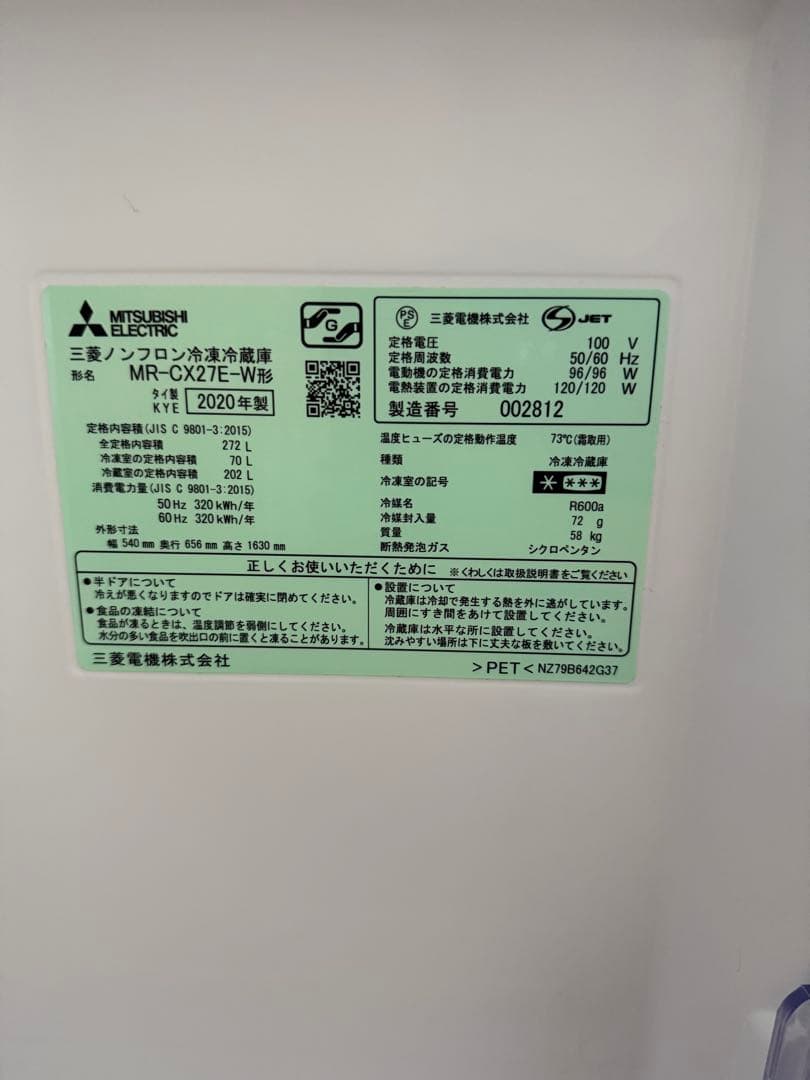 MITSUBISHI
ELECTRIC
G
三菱ノンフロン冷凍冷蔵庫
形名 MR-CX27E-W形
タイ製
KYE 2020年製
PSE 三菱電機株式会社 JET
定格電圧 100 V
定格周波数 50/60 Hz
電動機の定格消費電力 96/96 W
電熱装置の定格消費電力 120/120 W
製造番号 002812
定格内容積(JIS C 9801-3:2015)
全定格内容積 272 L
冷凍室の定格内容積 70 L
冷蔵室の定格内容積 202 L
消費電力量(JIS C 9801-3:2015)
50Hz 320kWh/年
60Hz 320kWh/年
外形寸法
幅 540 mm 奥行 656 mm 高さ 1630 mm
温度ヒューズの定格動作温度 73℃(霜取用)
種類 冷凍冷蔵庫
冷凍室の記号 * ***
冷媒名 R600a
冷媒封入量 72 g
質量 58 kg
断熱発泡ガス シクロペンタン
正しくお使いいただくために ※くわしくは取扱説明書をご覧ください
●半ドアについて
冷えが悪くなりますのでドアは確実に閉めてください。
●食品の凍結について
食品が凍るときは、温度調節を弱側にしてください。
水分の多い食品を吹出口の前に置くと凍ることがあります。
●設置について
冷蔵庫は冷却で発生する熱を外に逃がしています。
周囲にすき間をあけて設置してください。
冷蔵庫は水平な所に設置してください。
沈みやすい場所は下に丈夫な板を敷いてください。
三菱電機株式会社
>PET< NZ79B642G37